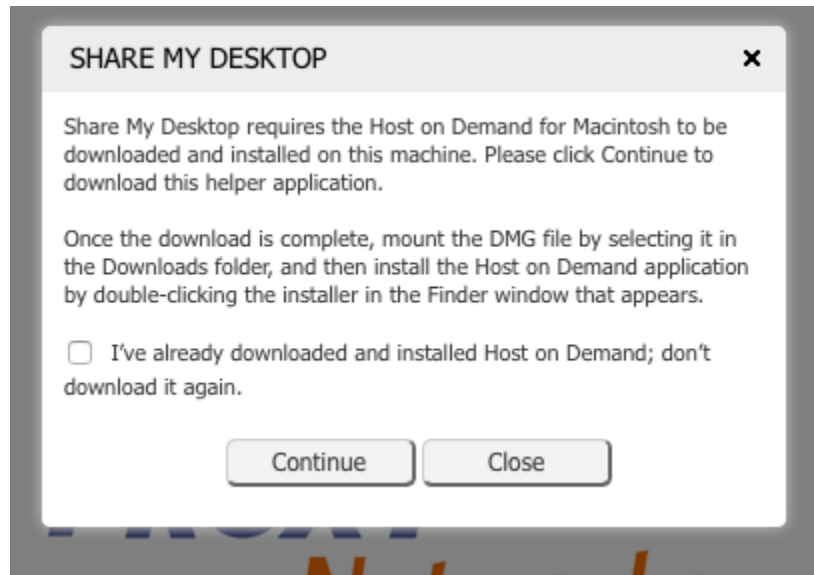 SHARE MY DESKTOP
Share My Desktop requires the Host on Demand for Macintosh to be
downloaded and installed on this machine. Please click Continue to
download this helper application.
Once the download is complete, mount the DMG file by selecting it in
the Downloads folder, and then install the Host on Demand application
by double-clicking the installer in the Finder window that appears.
I've already downloaded and installed Host on Demand; don't
download it again.
Continue Close